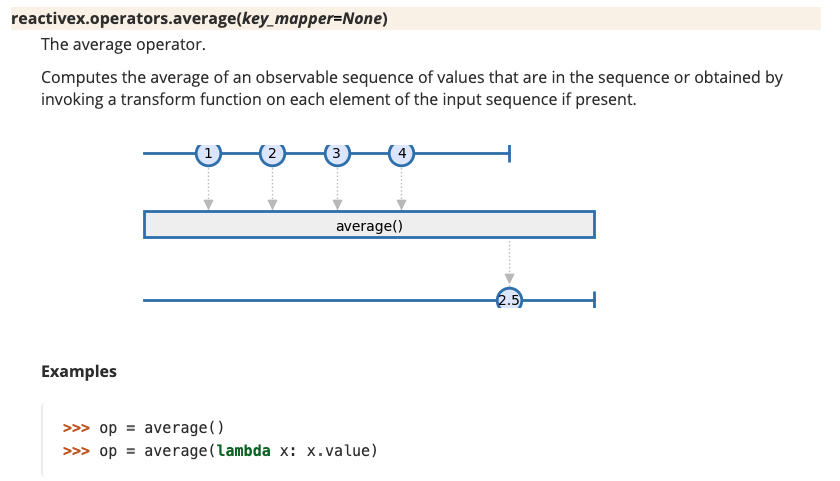 reactivex.operators.average(key_mapper=None)
The average operator.
Computes the average of an observable sequence of values that are in the sequence or obtained by
invoking a transform function on each element of the input sequence if present.
1 2 3 4
average()
2.5
Examples
>>> op = average()
>>> op = average(lambda x: x.value)